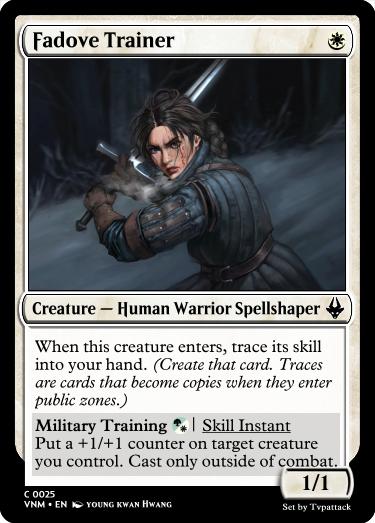 Fadove Trainer
Creature — Human Warrior Spellshaper
When this creature enters, trace its skill
into your hand. (Create that card. Traces
are cards that become copies when they enter
public zones.)
Military Training | Skill Instant
Put a +1/+1 counter on target creature
you control. Cast only outside of combat.
1/1
C 0025
VNM • EN YOUNG KWAN HWANG
Set by Tvpattack